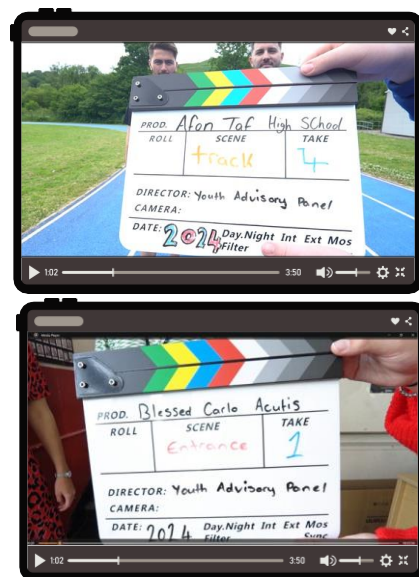 PROD. Afan Taf High School
ROLL SCENE TAKE
track 4
DIRECTOR: Youth Advisory Panel
CAMERA:
DATE: 2024 Day.Night Int Ext Mos
Filter
1:02 3:50
PROD. Blessed Carlo Acutis
ROLL SCENE TAKE
Entrance 1
DIRECTOR: Youth Advisory Panel
CAMERA:
DATE: 2024 Day.Night Int Ext Mos
Filter Sync
1:02 3:50